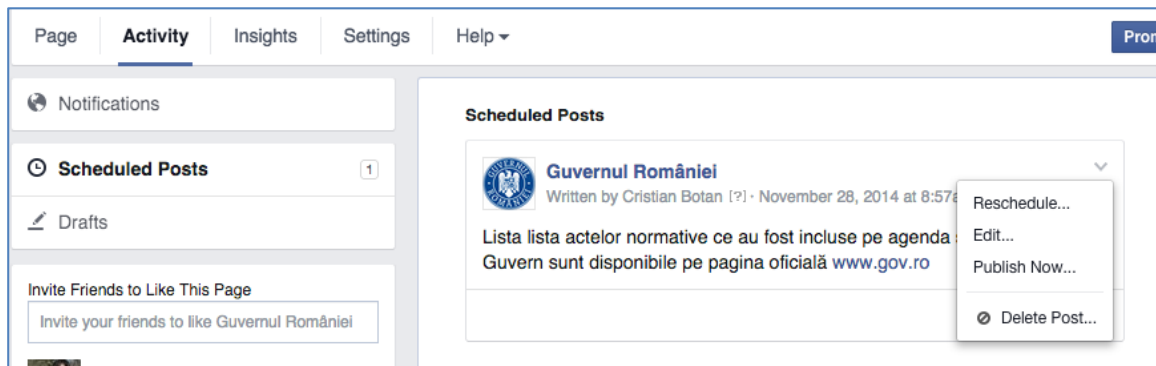 Page Activity Insights Settings Help
Notifications
Scheduled Posts 1
Drafts
Invite Friends to Like This Page
Invite your friends to like Guvernul României
Scheduled Posts
GUVERNUL ROMÂNIEI
Guvernul României
Written by Cristian Botan [?] · November 28, 2014 at
Lista lista actelor normative ce au fost incluse pe agenda
Guvern sunt disponibile pe pagina oficială www.gov.ro
Reschedule...
Edit...
Publish Now...
Delete Post...